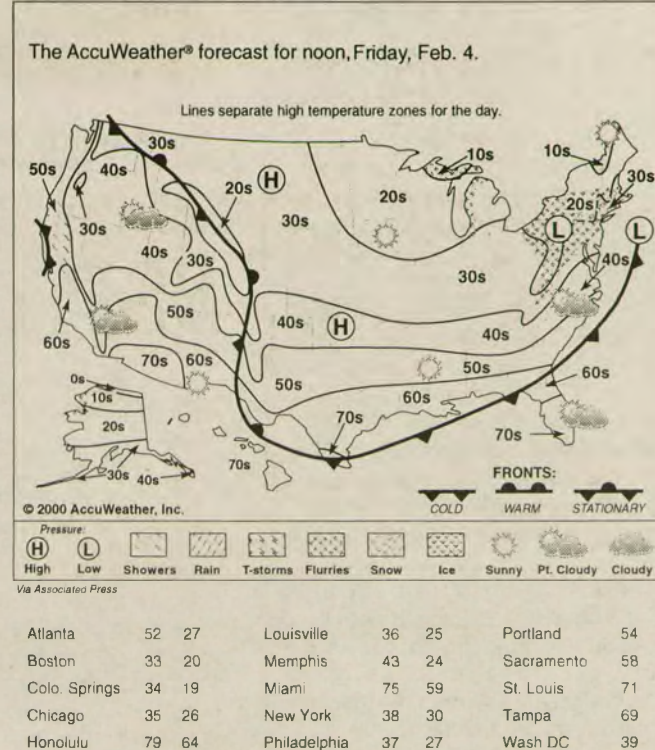 The AccuWeather® forecast for noon, Friday, Feb. 4.
Lines separate high temperature zones for the day.
50s
40s
30s
20s
H
30s
20s
10s
10s
30s
20s
L
L
40s
30s
40s
30s
50s
40s
H
40s
30s
60s
70s
60s
50s
50s
60s
60s
70s
70s
0s
10s
20s
30s
40s
70s
FRONTS:
COLD WARM STATIONARY
© 2000 AccuWeather, Inc.
Pressure:
H L
High Low Showers Rain T-storms Flurries Snow Ice Sunny Pt. Cloudy Cloudy
Via Associated Press
Atlanta 52 27 Louisville 36 25 Portland 54
Boston 33 20 Memphis 43 24 Sacramento 58
Colo. Springs 34 19 Miami 75 59 St. Louis 71
Chicago 35 26 New York 38 30 Tampa 69
Honolulu 79 64 Philadelphia 37 27 Wash DC 39